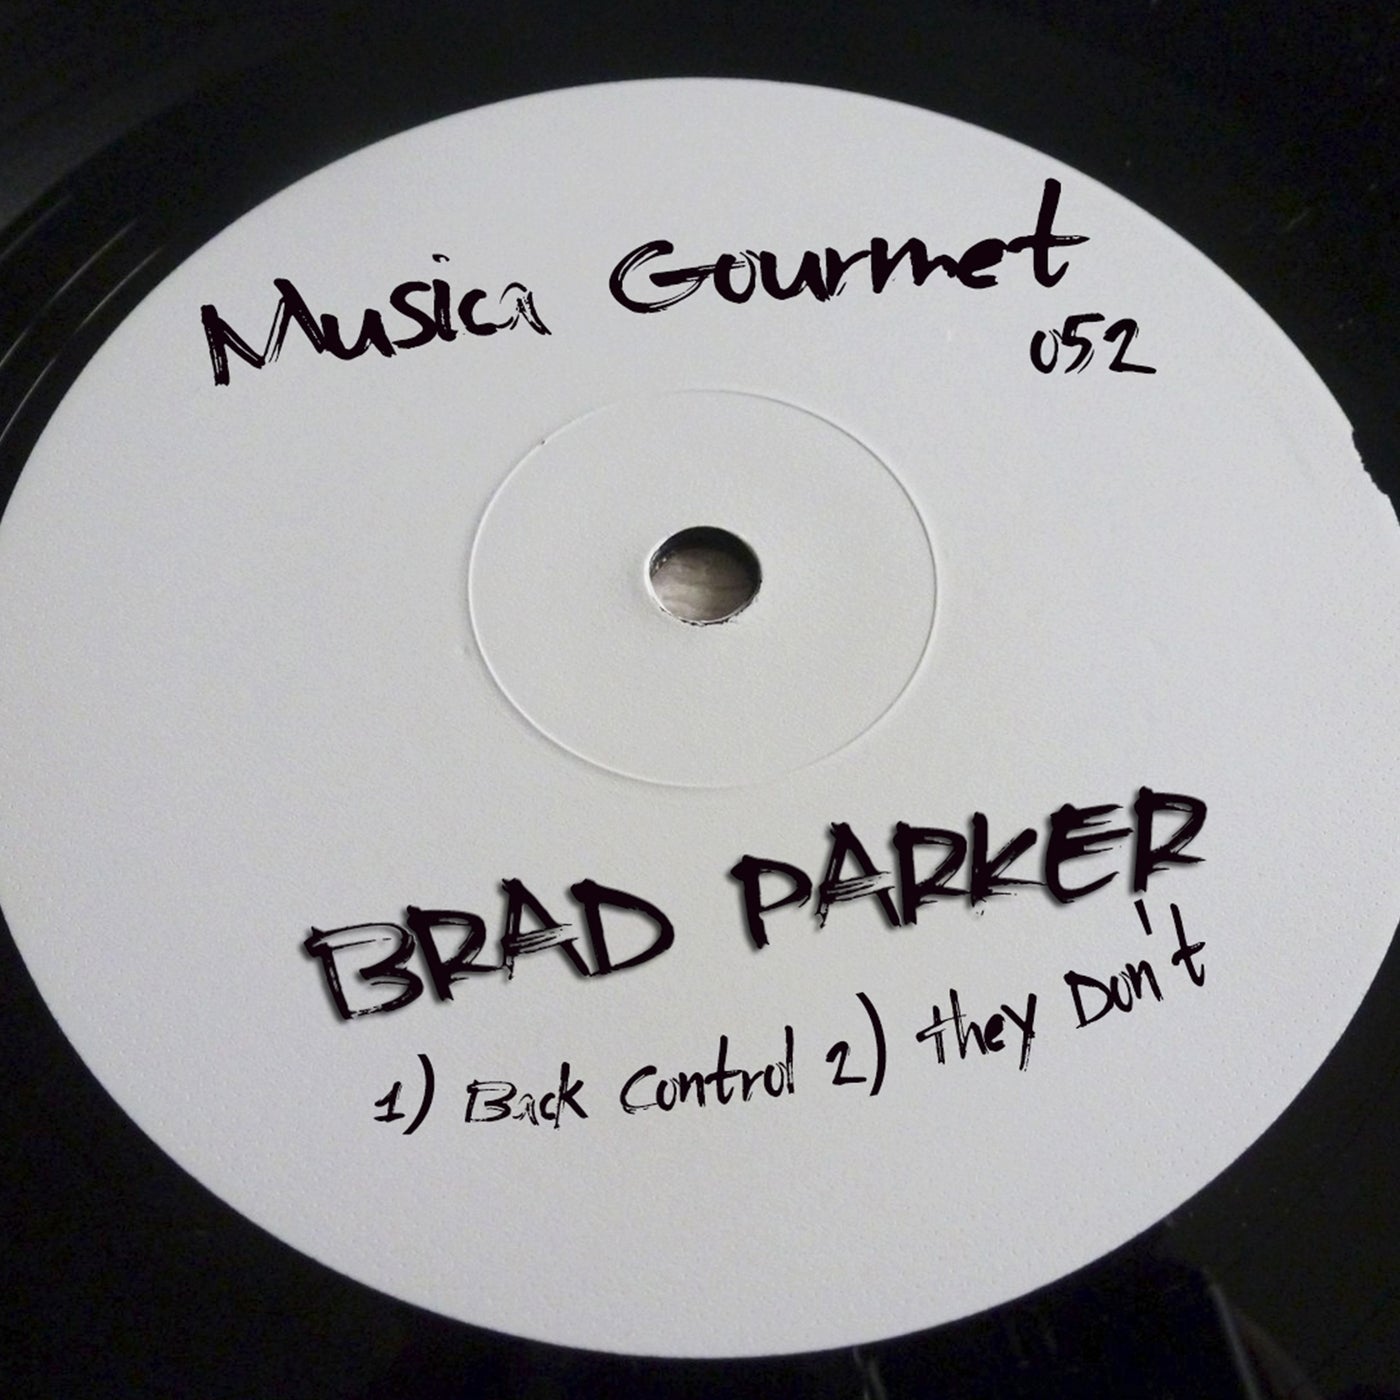 Musica Gourmet
052
BRAD PARKER
1) Back Control 2) they Don't